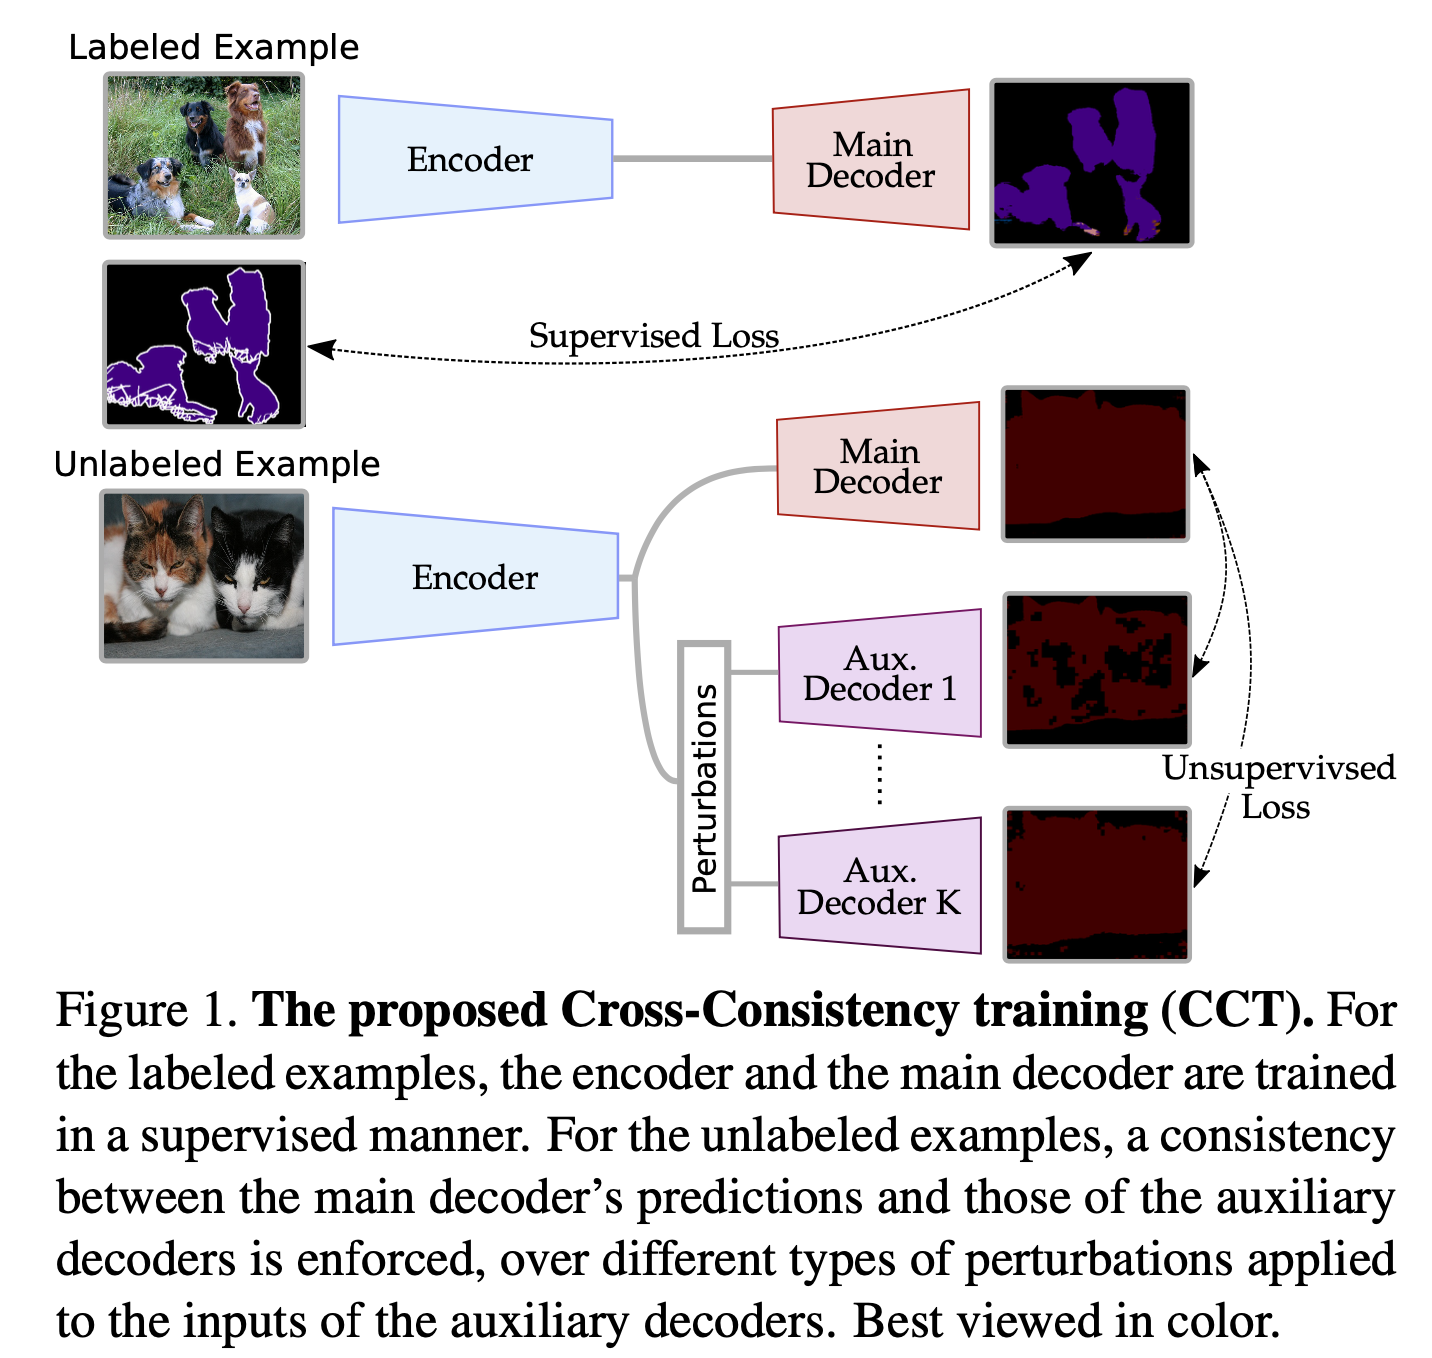 Labeled Example
Encoder
Main
Decoder
Supervised Loss
Unlabeled Example
Encoder
Main
Decoder
Perturbations
Aux.
Decoder 1
Aux.
Decoder K
Unsupervivsed
Loss
Figure 1. The proposed Cross-Consistency training (CCT). For
the labeled examples, the encoder and the main decoder are trained
in a supervised manner. For the unlabeled examples, a consistency
between the main decoder’s predictions and those of the auxiliary
decoders is enforced, over different types of perturbations applied
to the inputs of the auxiliary decoders. Best viewed in color.